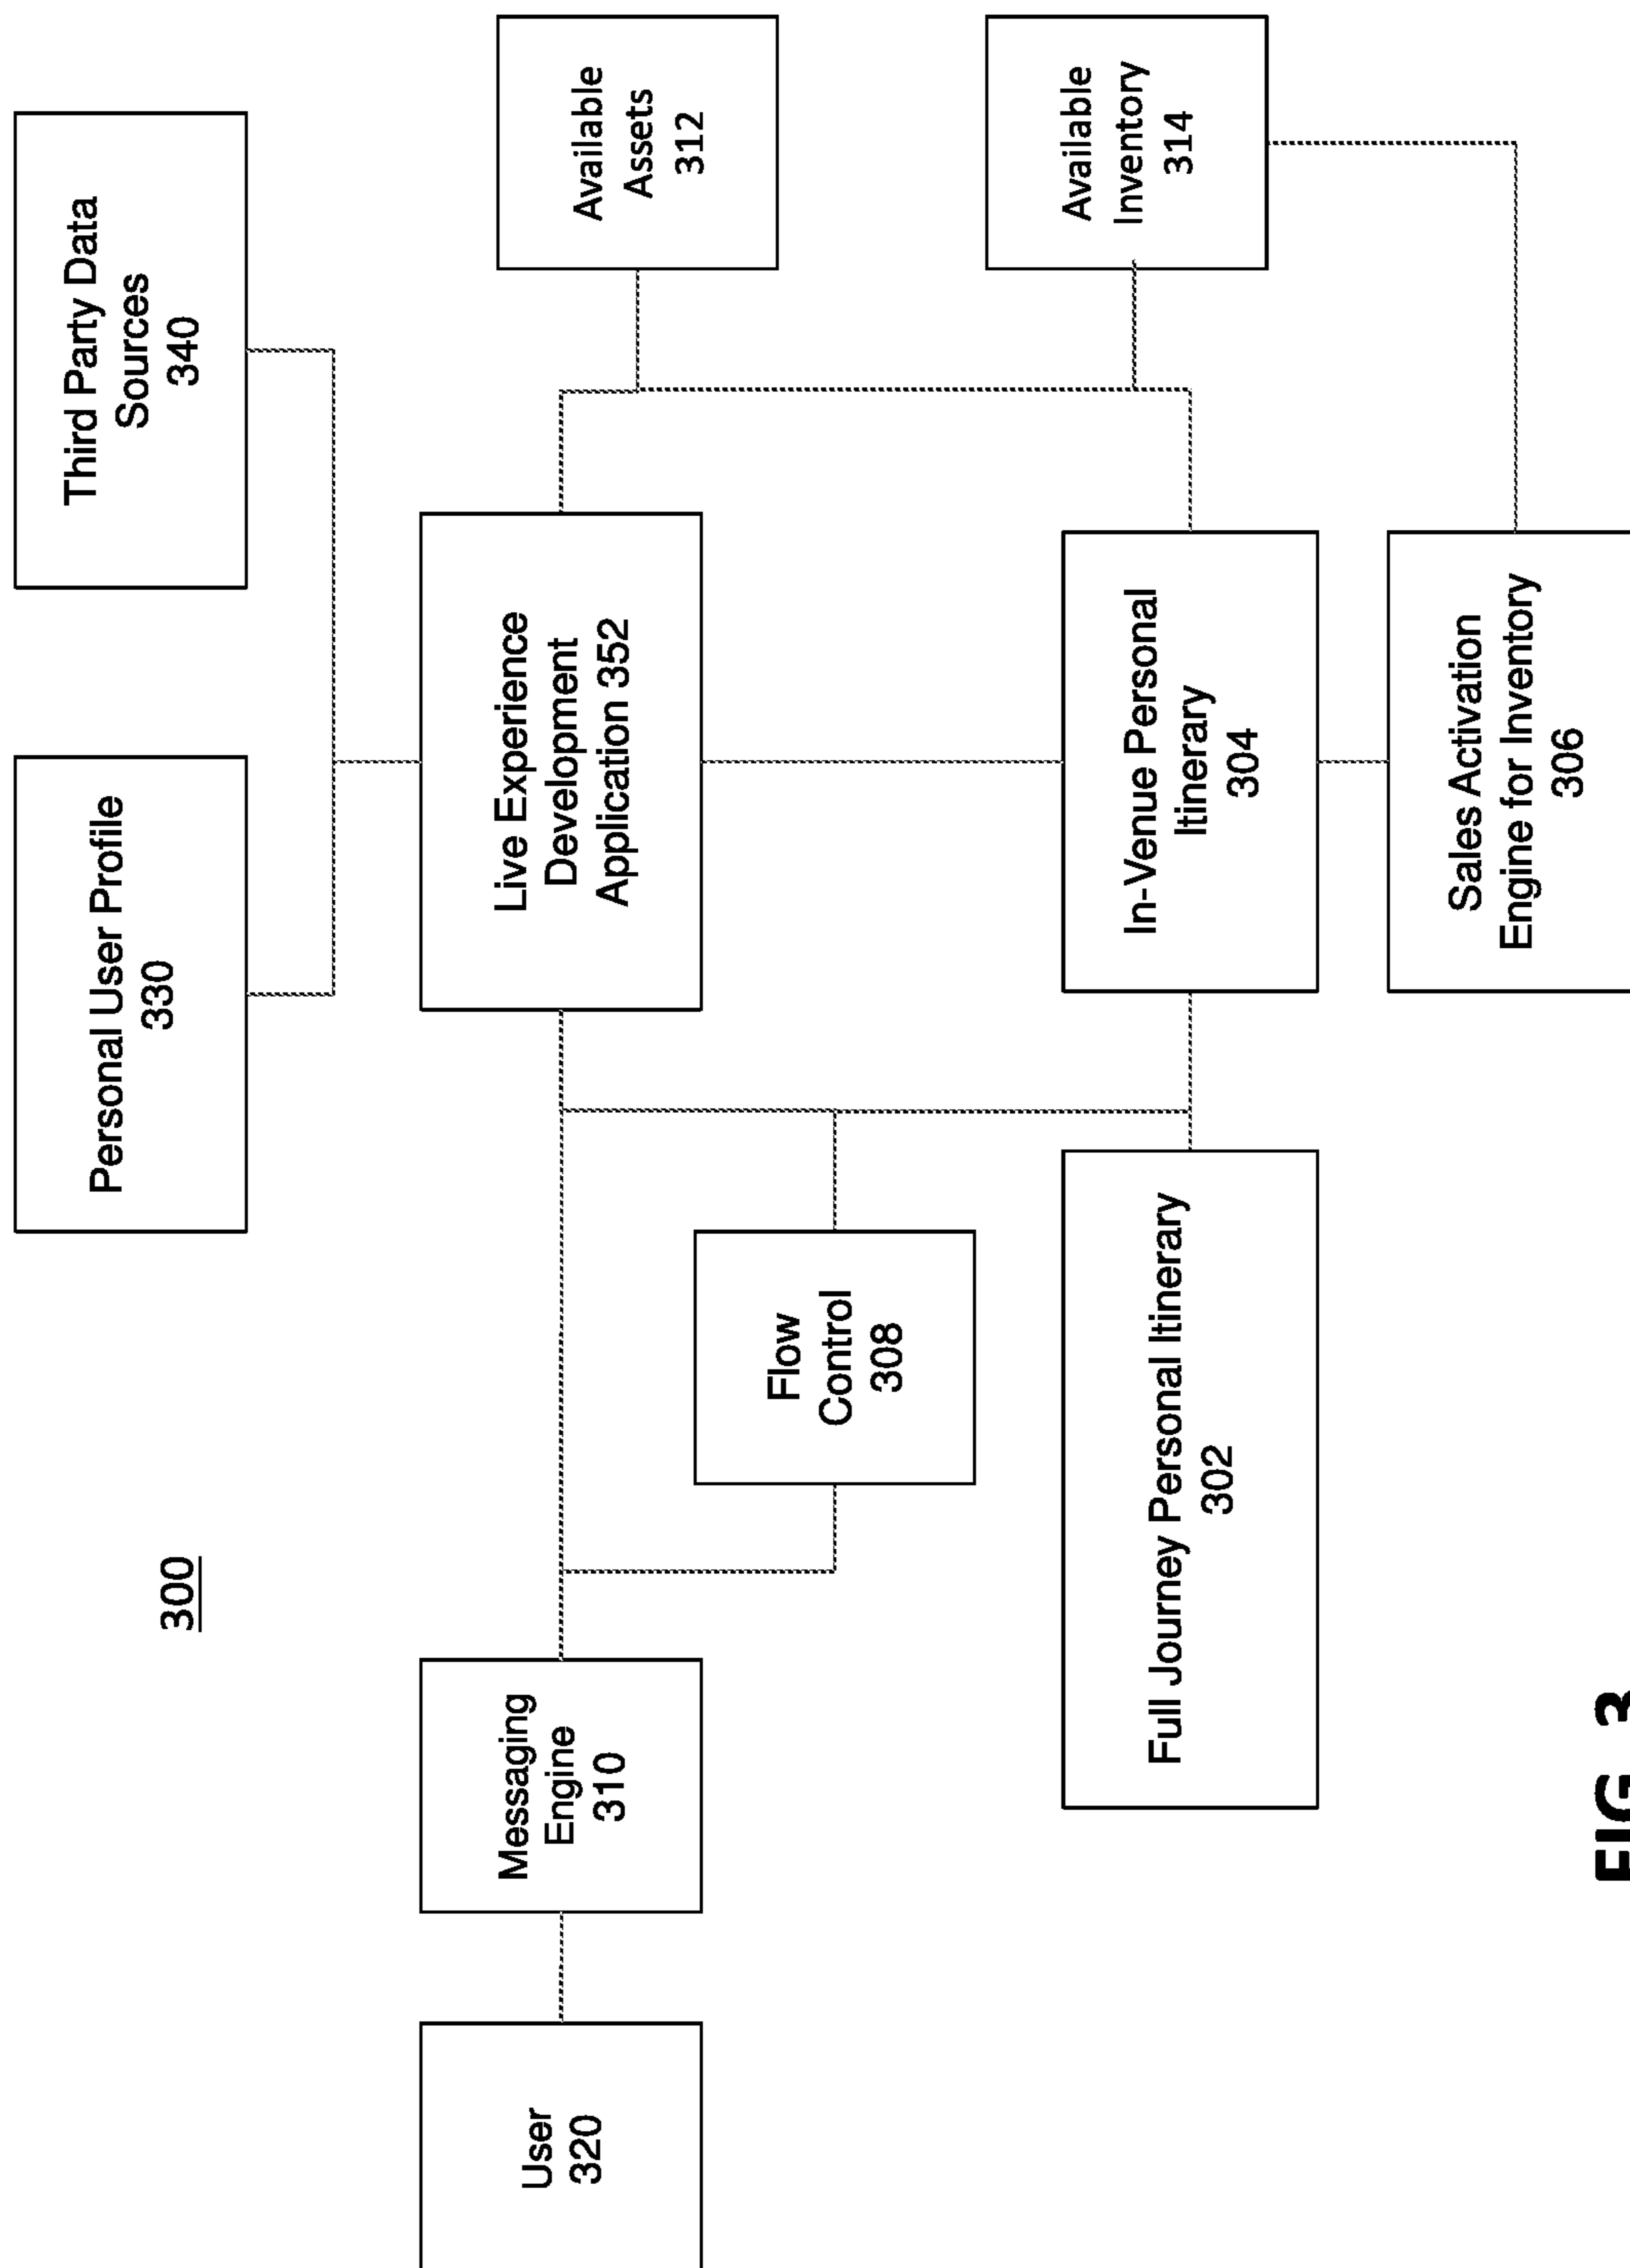 300
Personal User Profile
330
Third Party Data
Sources
340
User
320
Messaging
Engine
310
Live Experience
Development
Application 352
Available
Assets
312
Flow
Control
308
Full Journey Personal Itinerary
302
In-Venue Personal
Itinerary
304
Available
Inventory
314
Sales Activation
Engine for Inventory
306
FIG. 3